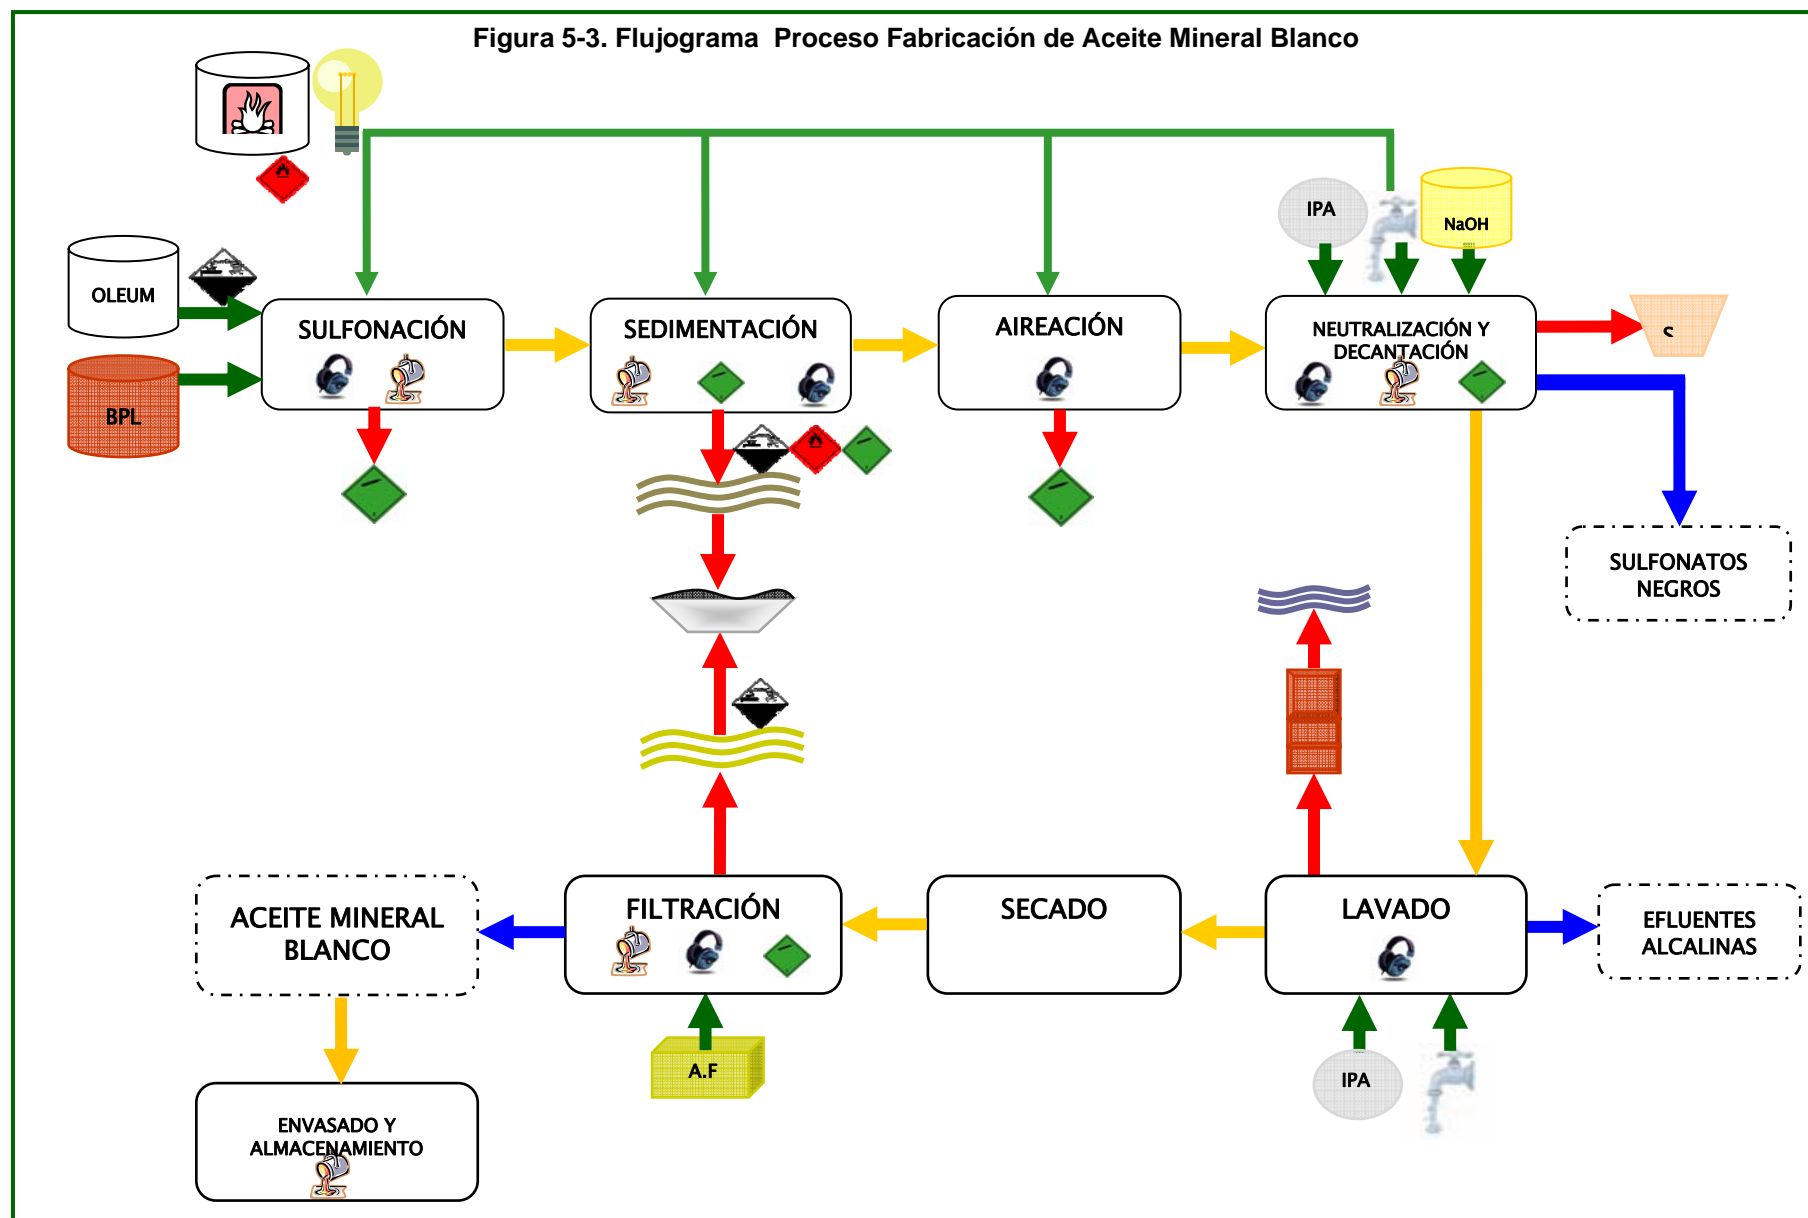 Figura 5-3. Flujograma Proceso Fabricación de Aceite Mineral Blanco
IPA
NaOH
OLEUM
BPL
SULFONACIÓN
SEDIMENTACIÓN
AIREACIÓN
NEUTRALIZACIÓN Y
DECANTACIÓN
SULFONATOS
NEGROS
ACEITE MINERAL
BLANCO
FILTRACIÓN
SECADO
LAVADO
EFLUENTES
ALCALINAS
A.F
IPA
ENVASADO Y
ALMACENAMIENTO